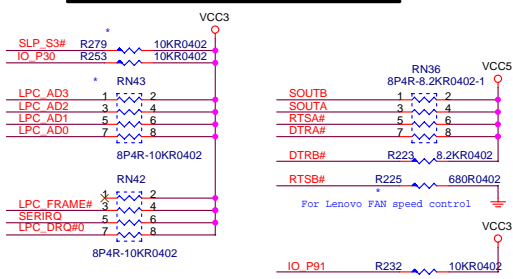 VCC3
*
SLP_S3# R279 10KR0402
IO_P30 R253 10KR0402
* RN43
LPC_AD3 1 2
LPC_AD2 3 4
LPC_AD1 5 6
LPC_AD0 7 8
8P4R-10KR0402
RN42
1 2
LPC_FRAME# 3 4
SERIRQ 5 6
LPC_DRQ#0 7 8
8P4R-10KR0402
VCC5
RN36
8P4R-8.2KR0402-1
SOUTB 1 2
SOUTA 3 4
RTSA# 5 6
DTRA# 7 8
DTRB# R223 8.2KR0402
RTSB# R225 680R0402
*
For Lenovo FAN speed control
VCC3
IO_P91 R232 10KR0402